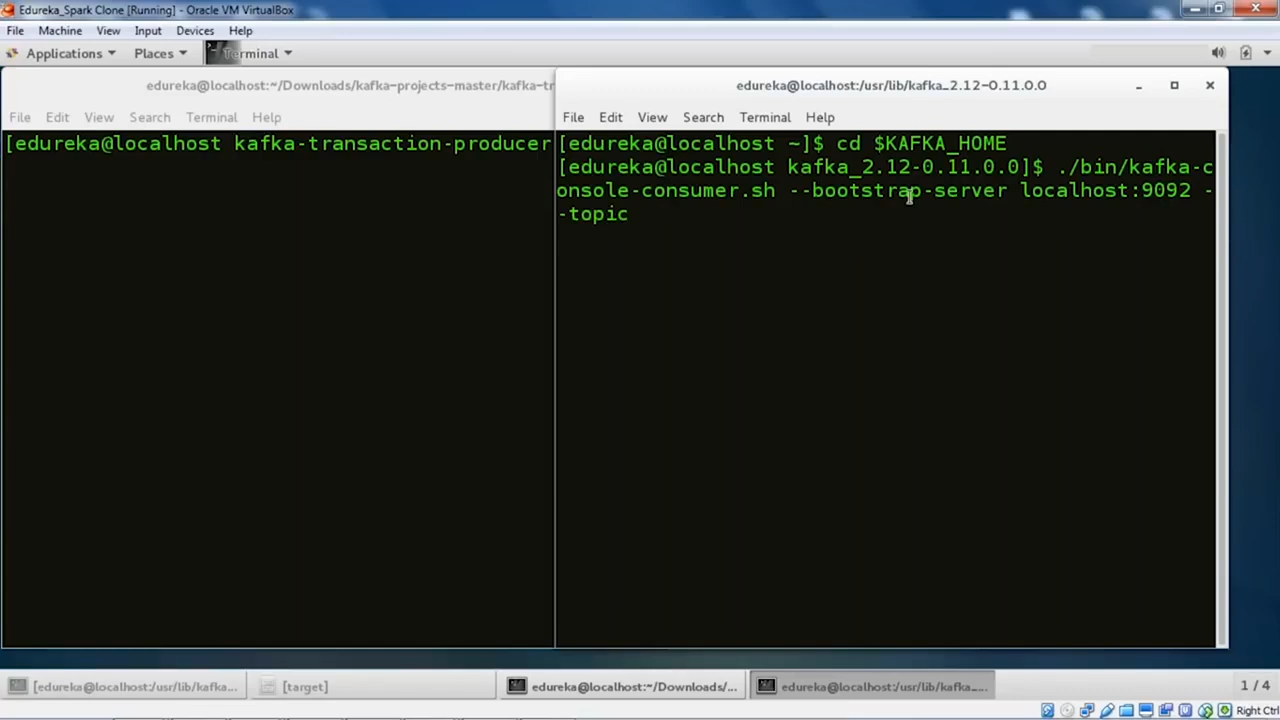 Edureka_Spark Clone [Running] - Oracle VM VirtualBox
File Machine View Input Devices Help
Applications Places Terminal
edureka@localhost:~/Downloads/kafka-projects-master/kafka-tr
File Edit View Search Terminal Help
[edureka@localhost kafka-transaction-producer
edureka@localhost:/usr/lib/kafka_2.12-0.11.0.0
File Edit View Search Terminal Help
[edureka@localhost ~]$ cd $KAFKA_HOME
[edureka@localhost kafka_2.12-0.11.0.0]$ ./bin/kafka-c
onsole-consumer.sh --bootstrap-server localhost:9092 -
-topic
[edureka@localhost:/usr/lib/kafka... [target] edureka@localhost:~/Downloads/... edureka@localhost:/usr/lib/kafka_... 1 / 4
Right Ctrl